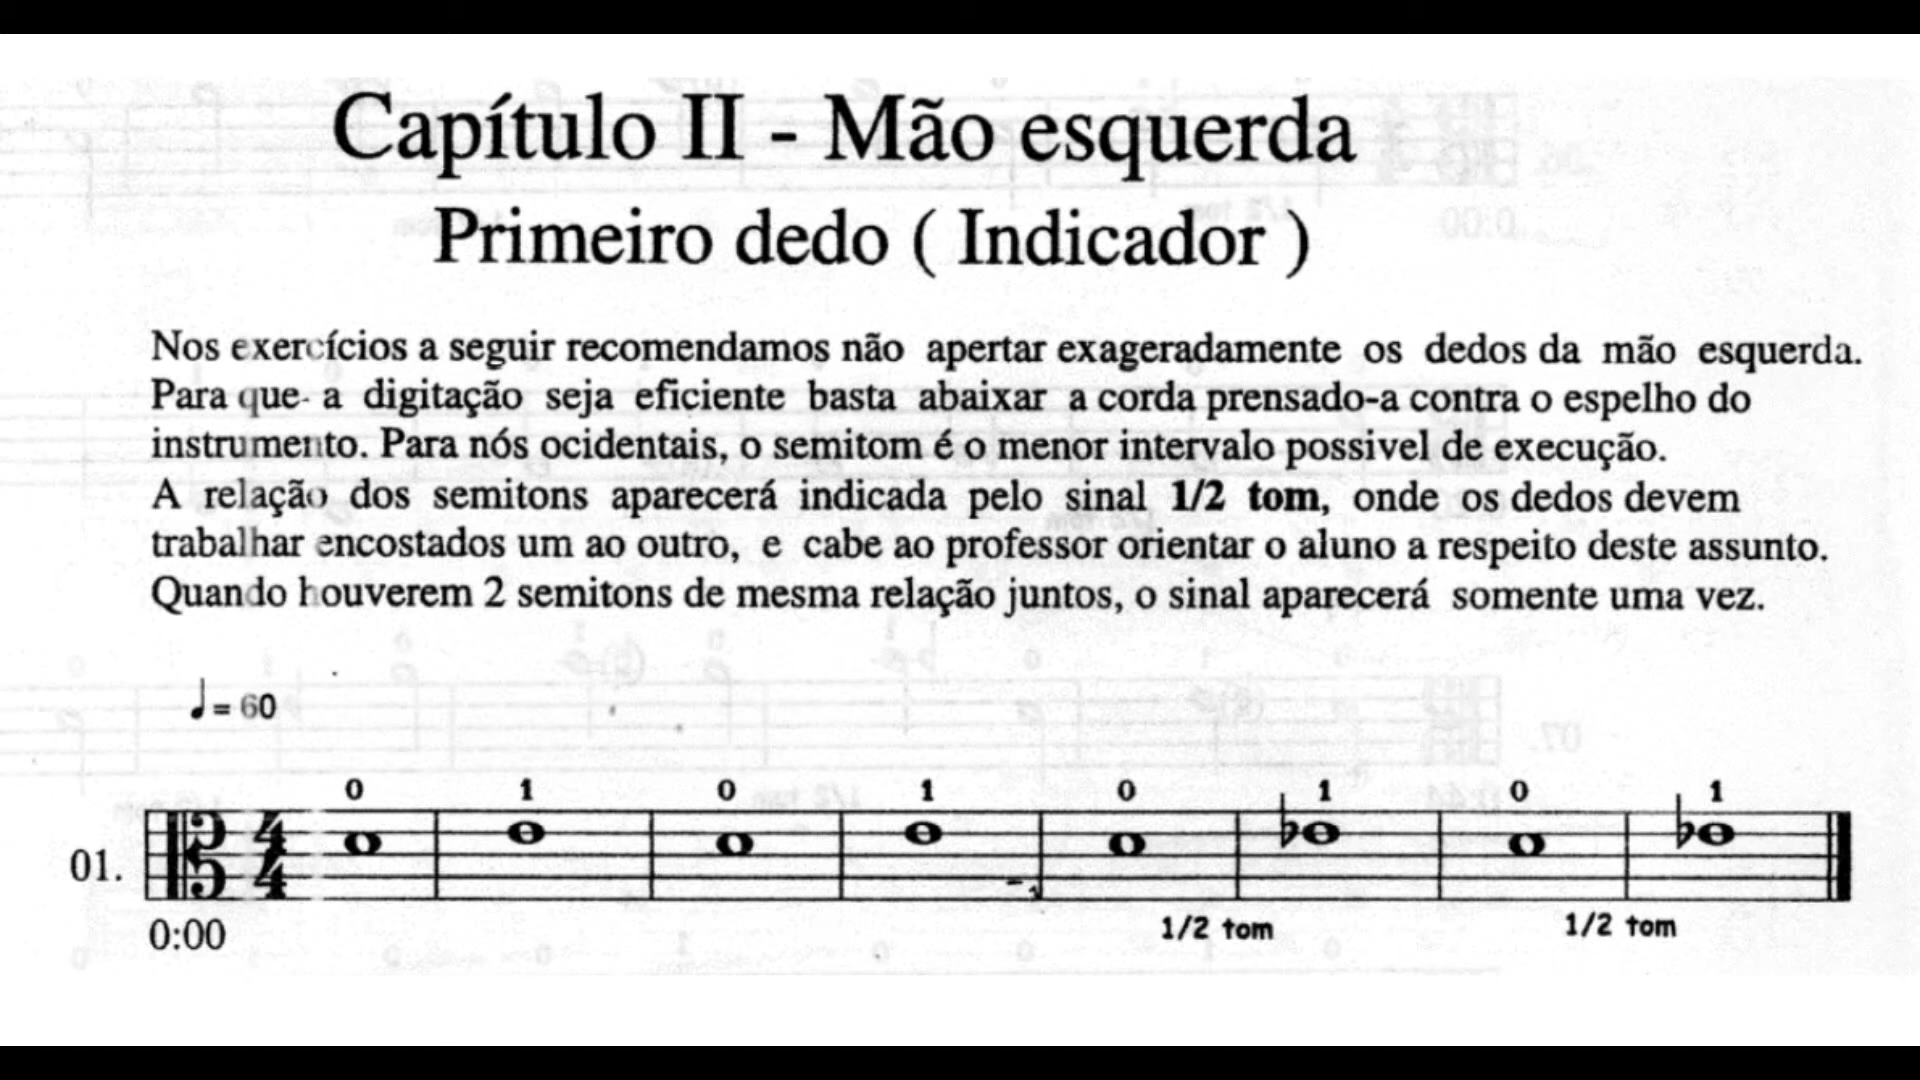 Capítulo II - Mão esquerda
Primeiro dedo ( Indicador )
Nos exercícios a seguir recomendamos não apertar exageradamente os dedos da mão esquerda.
Para que a digitação seja eficiente basta abaixar a corda prensado-a contra o espelho do
instrumento. Para nós ocidentais, o semitom é o menor intervalo possivel de execução.
A relação dos semitons aparecerá indicada pelo sinal 1/2 tom, onde os dedos devem
trabalhar encostados um ao outro, e cabe ao professor orientar o aluno a respeito deste assunto.
Quando houverem 2 semitons de mesma relação juntos, o sinal aparecerá somente uma vez.
♩= 60
0 1 0 1 0 1 0 1
01. 4/4
0:00 1/2 tom 1/2 tom